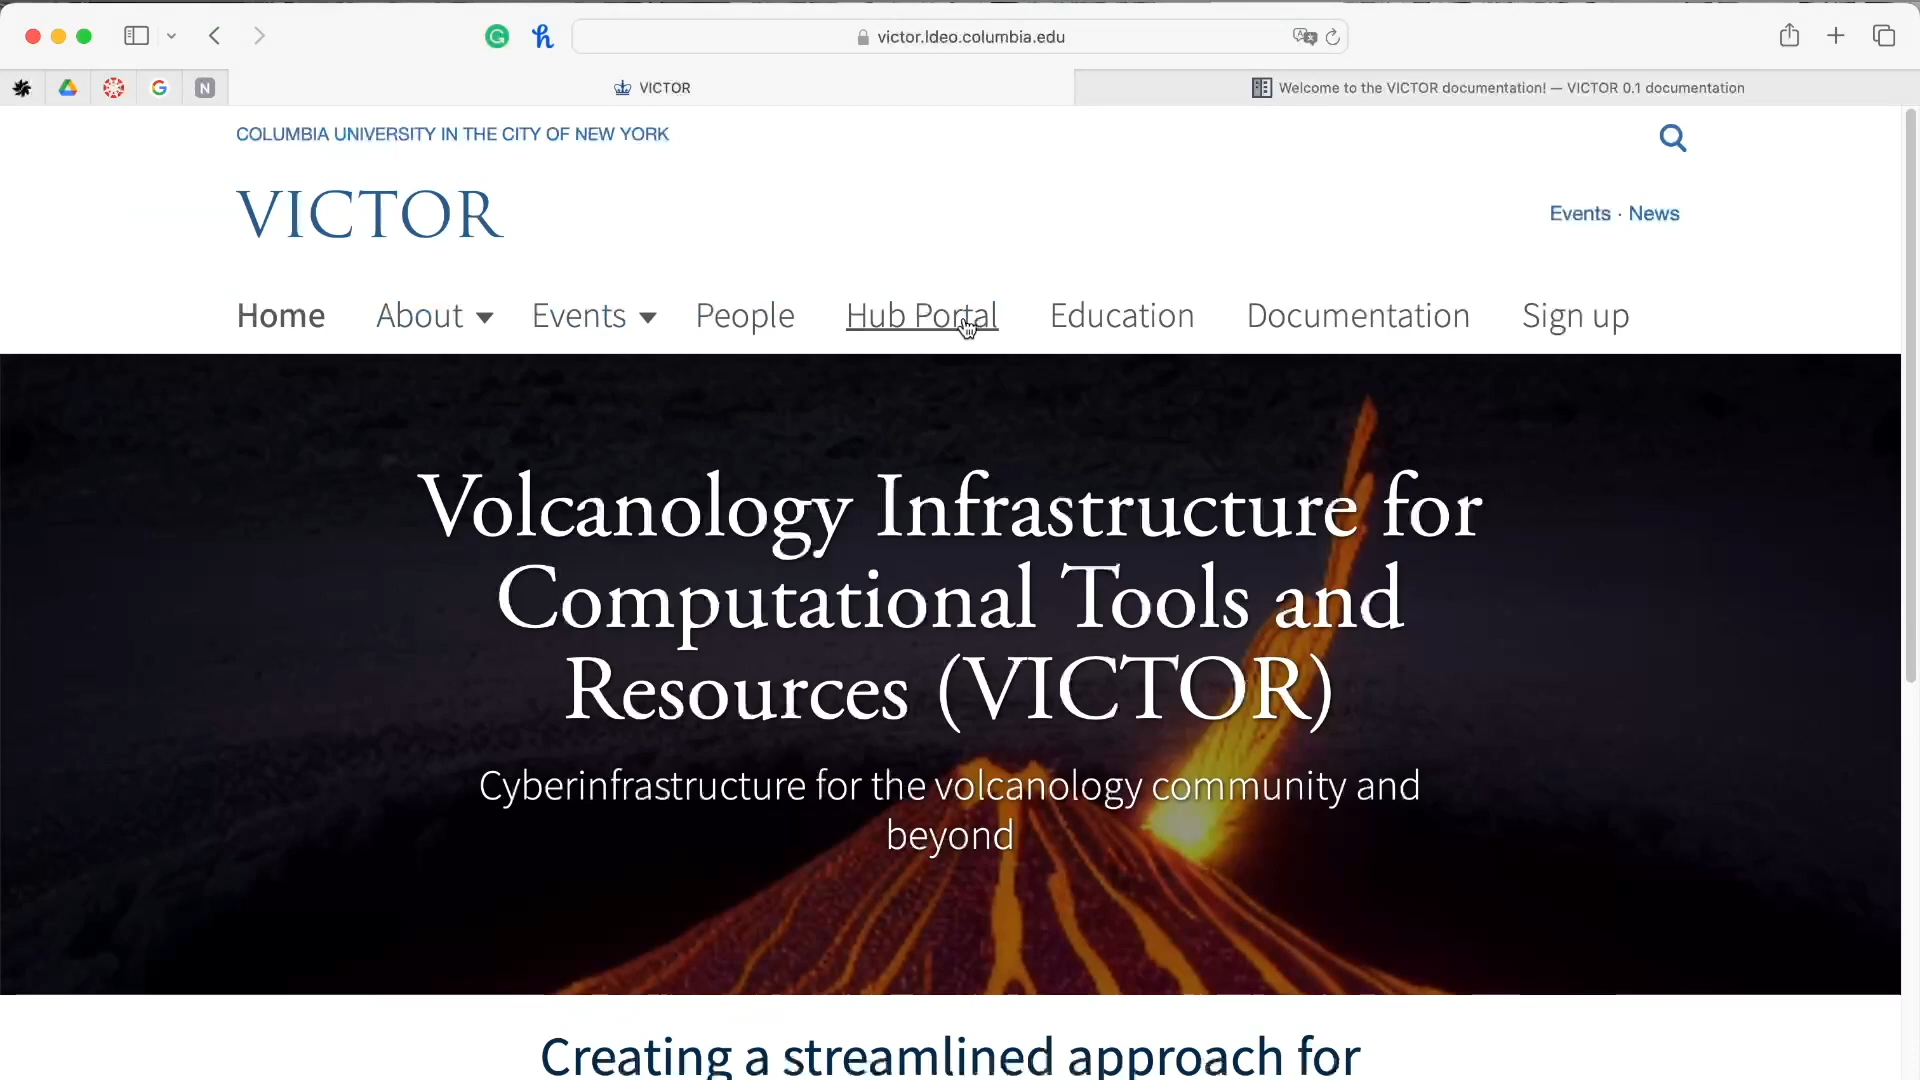 victor.ldeo.columbia.edu
VICTOR
Welcome to the VICTOR documentation! — VICTOR 0.1 documentation
COLUMBIA UNIVERSITY IN THE CITY OF NEW YORK
VICTOR
Events · News
Home About Events People Hub Portal Education Documentation Sign up
Volcanology Infrastructure for
Computational Tools and
Resources (VICTOR)
Cyberinfrastructure for the volcanology community and
beyond
Creating a streamlined approach for